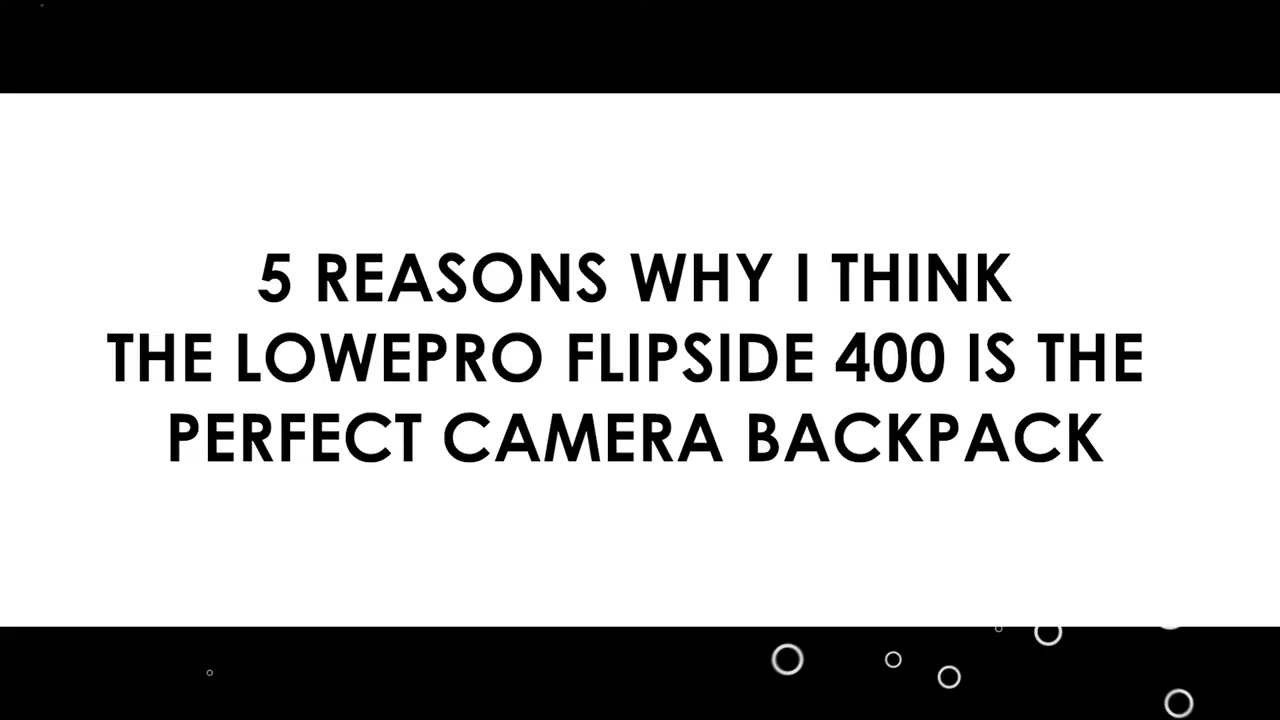 5 REASONS WHY I THINK
THE LOWEPRO FLIPSIDE 400 IS THE
PERFECT CAMERA BACKPACK